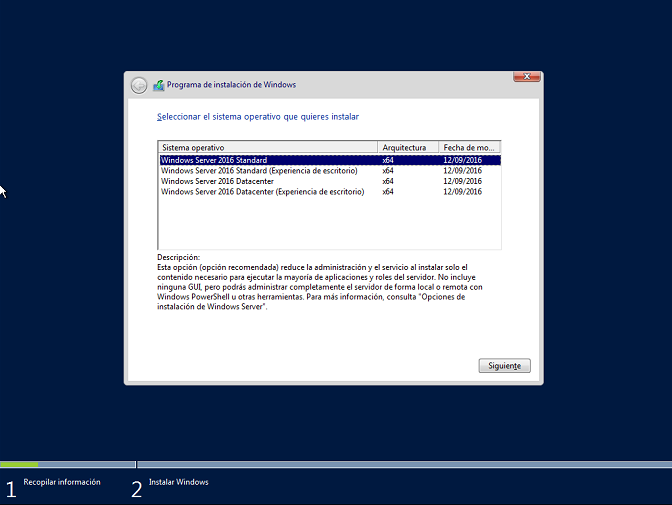 Programa de instalación de Windows
Seleccionar el sistema operativo que quieres instalar
Sistema operativo Arquitectura Fecha de mo...
Windows Server 2016 Standard x64 12/09/2016
Windows Server 2016 Standard (Experiencia de escritorio) x64 12/09/2016
Windows Server 2016 Datacenter x64 12/09/2016
Windows Server 2016 Datacenter (Experiencia de escritorio) x64 12/09/2016
Descripción:
Esta opción (opción recomendada) reduce la administración y el servicio al instalar solo el
contenido necesario para ejecutar la mayoría de aplicaciones y roles del servidor. No incluye
ninguna GUI, pero podrás administrar completamente el servidor de forma local o remota con
Windows PowerShell u otras herramientas. Para más información, consulta "Opciones de
instalación de Windows Server".
Siguiente
1 Recopilar información 2 Instalar Windows